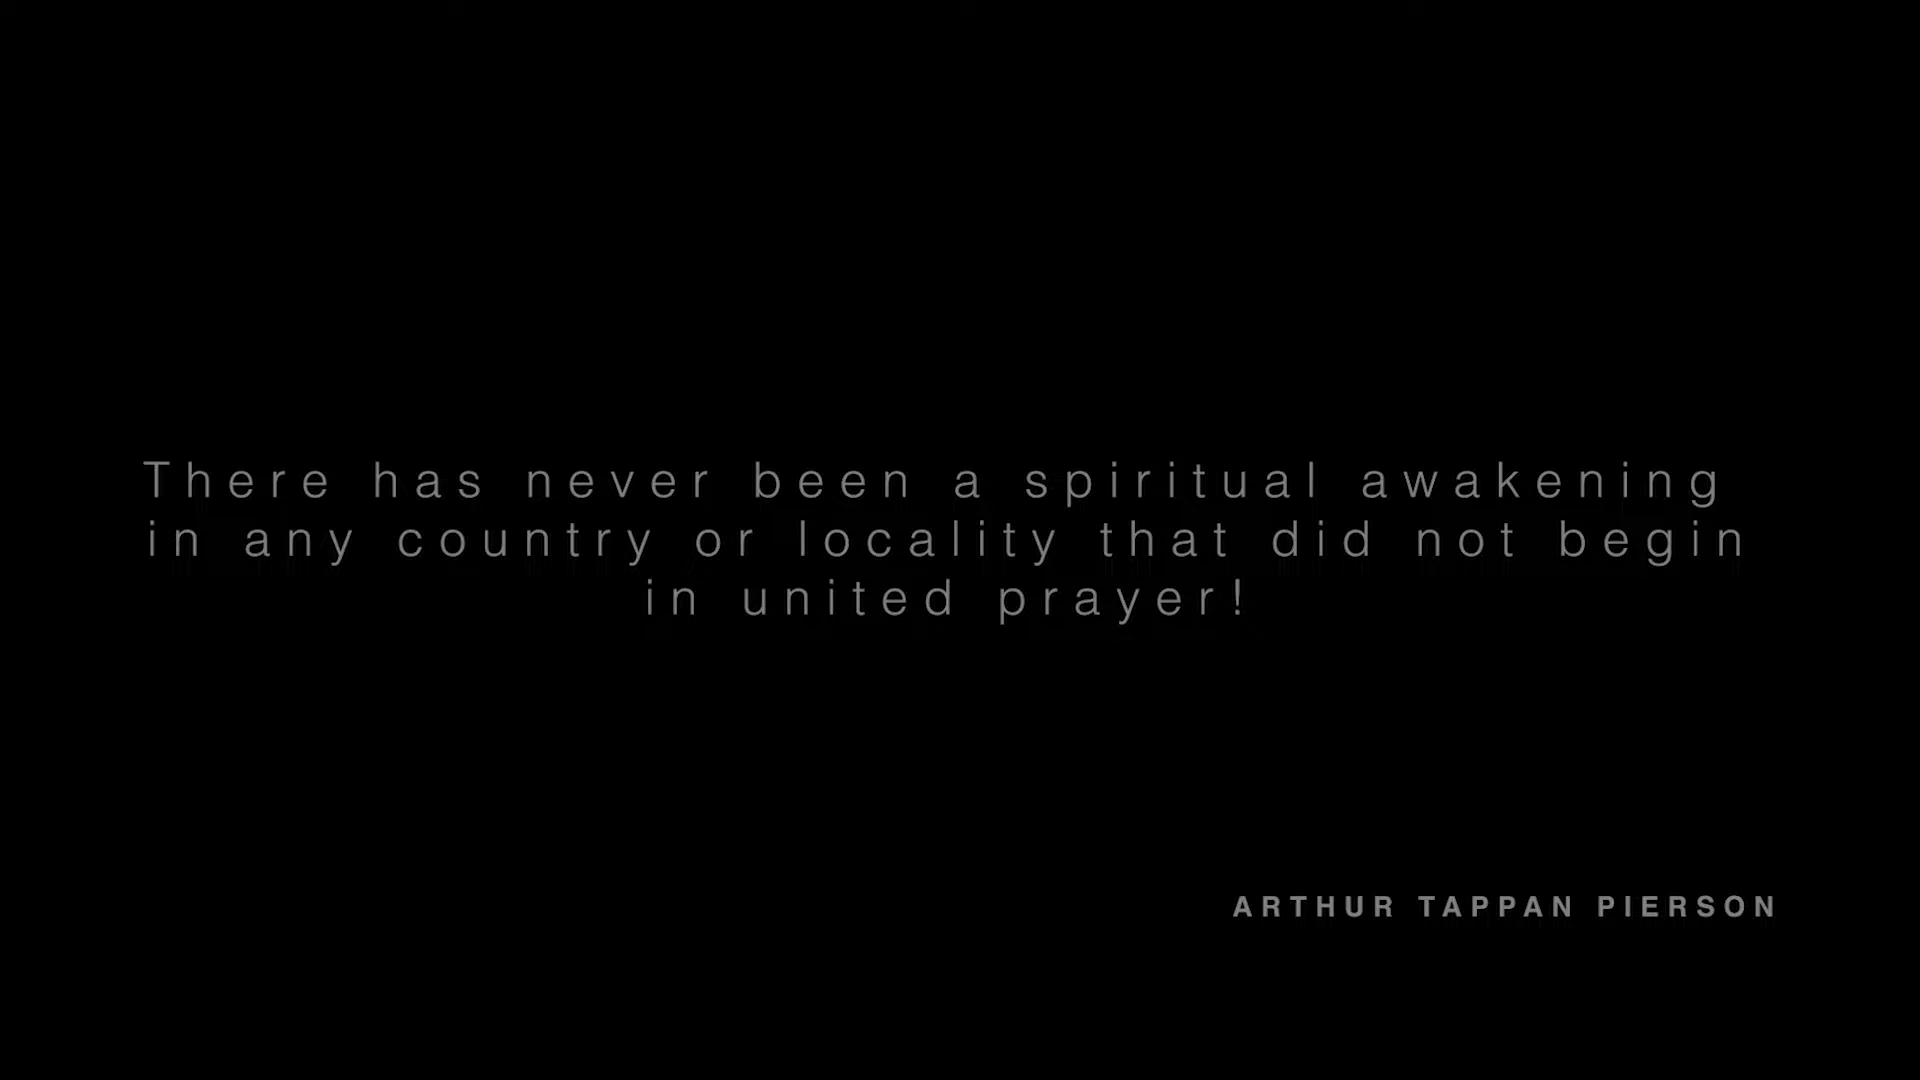 There has never been a spiritual awakening
in any country or locality that did not begin
in united prayer!
ARTHUR TAPPAN PIERSON